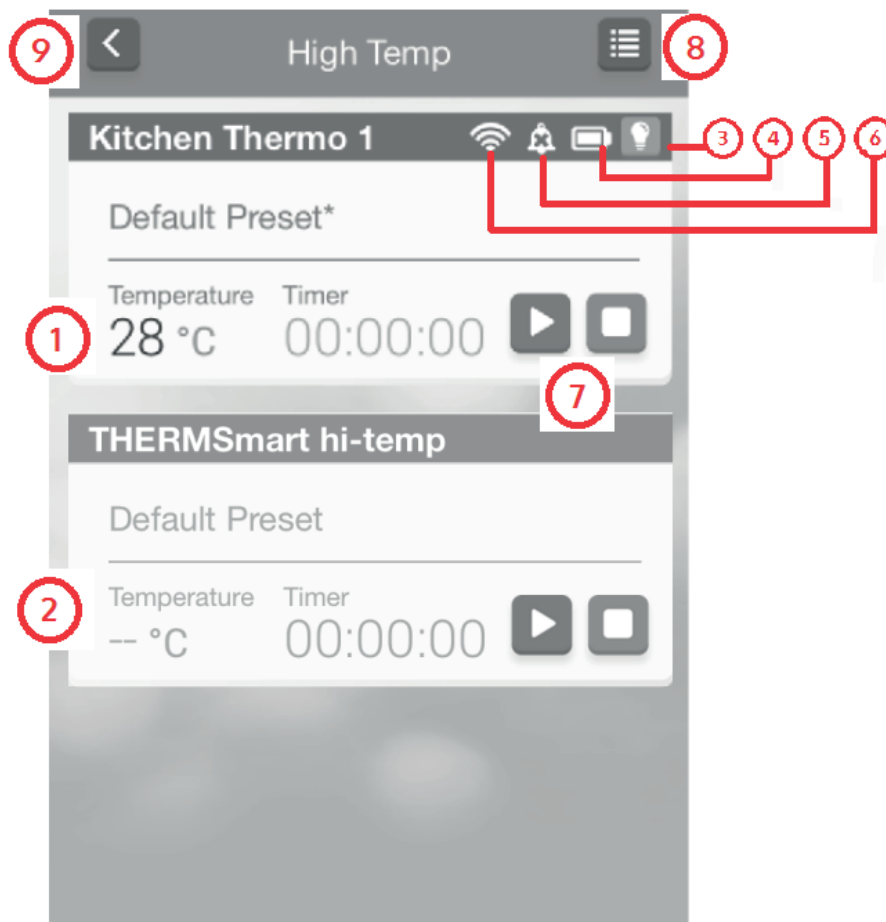 9
High Temp
8
Kitchen Thermo 1
3 4 5 6
Default Preset*
Temperature Timer
1
28 °C 00:00:00
7
THERMSmart hi-temp
Default Preset
2
Temperature Timer
-- °C 00:00:00